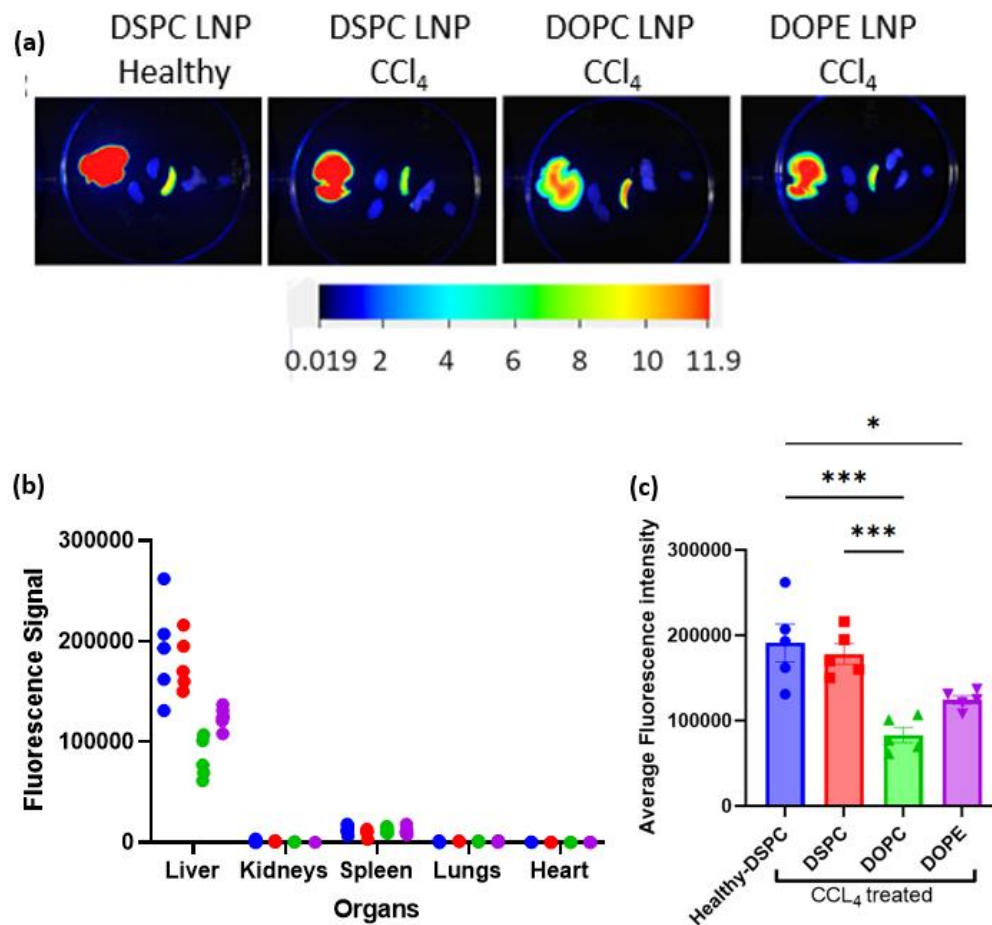 (a)
DSPC LNP
Healthy
DSPC LNP
CCl₄
DOPC LNP
CCl₄
DOPE LNP
CCl₄
0.019 2 4 6 8 10 11.9
(b)
Fluorescence Signal
300000
200000
100000
0
Liver Kidneys Spleen Lungs Heart
Organs
(c)
*
***
***
Average Fluorescence intensity
300000
200000
100000
0
Healthy-DSPC
DSPC
DOPC
DOPE
CCL₄ treated